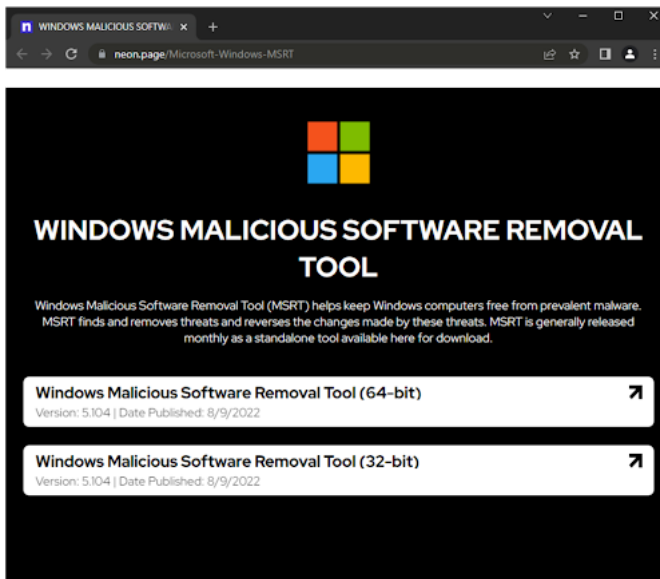 WINDOWS MALICIOUS SOFTWA
neon.page/Microsoft-Windows-MSRT
WINDOWS MALICIOUS SOFTWARE REMOVAL
TOOL
Windows Malicious Software Removal Tool (MSRT) helps keep Windows computers free from prevalent malware.
MSRT finds and removes threats and reverses the changes made by these threats. MSRT is generally released
monthly as a standalone tool available here for download.
Windows Malicious Software Removal Tool (64-bit)
Version: 5.104 | Date Published: 8/9/2022
Windows Malicious Software Removal Tool (32-bit)
Version: 5.104 | Date Published: 8/9/2022